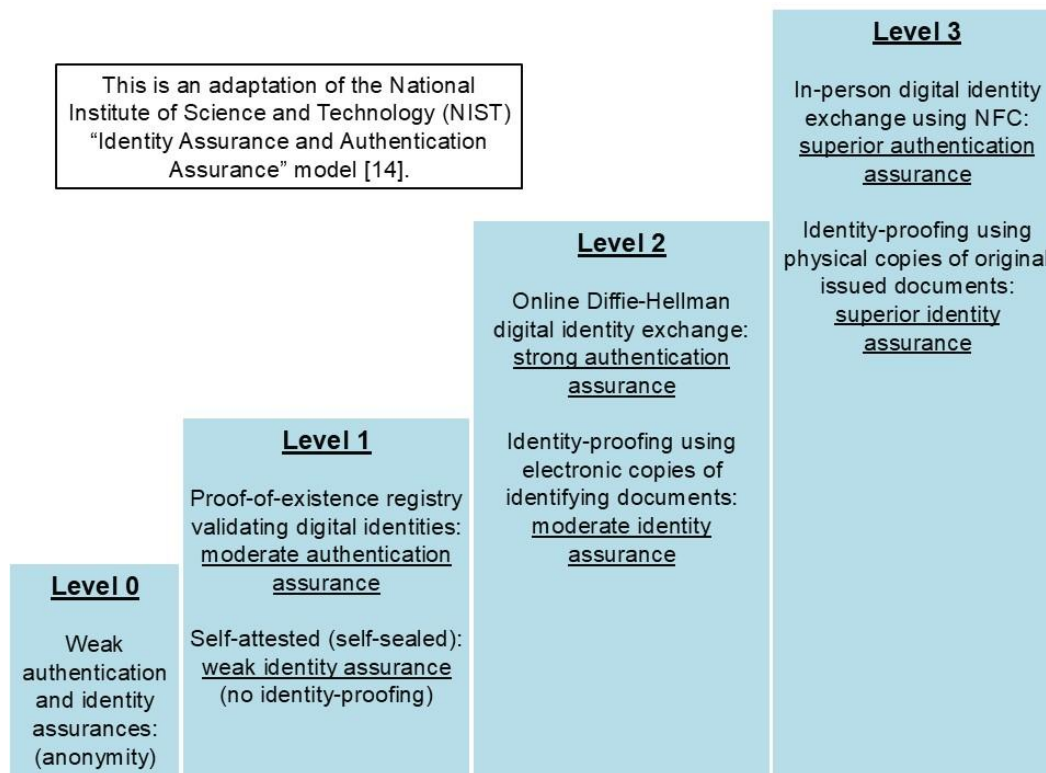 This is an adaptation of the National
Institute of Science and Technology (NIST)
“Identity Assurance and Authentication
Assurance” model [14].
Level 0
Weak
authentication
and identity
assurances:
(anonymity)
Level 1
Proof-of-existence registry
validating digital identities:
moderate authentication
assurance
Self-attested (self-sealed):
weak identity assurance
(no identity-proofing)
Level 2
Online Diffie-Hellman
digital identity exchange:
strong authentication
assurance
Identity-proofing using
electronic copies of
identifying documents:
moderate identity
assurance
Level 3
In-person digital identity
exchange using NFC:
superior authentication
assurance
Identity-proofing using
physical copies of original
issued documents:
superior identity
assurance